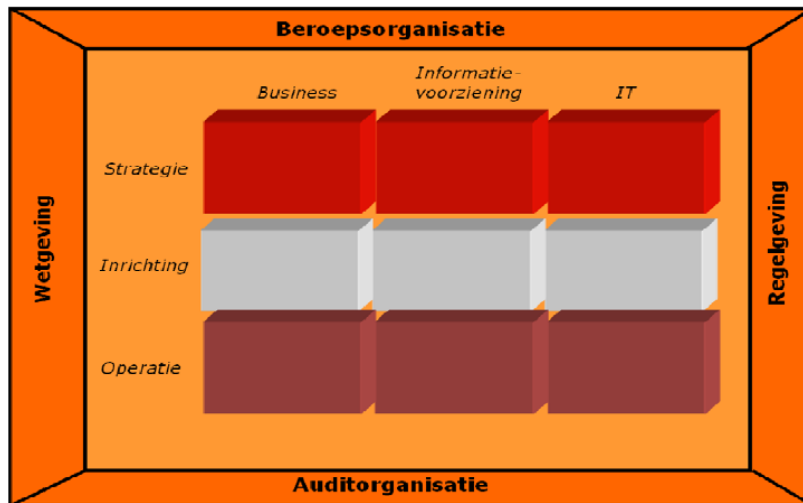 Beroepsorganisatie
Informatie-
Business voorziening IT
Strategie
Wetgeving
Inrichting
Regelgeving
Operatie
Auditorganisatie